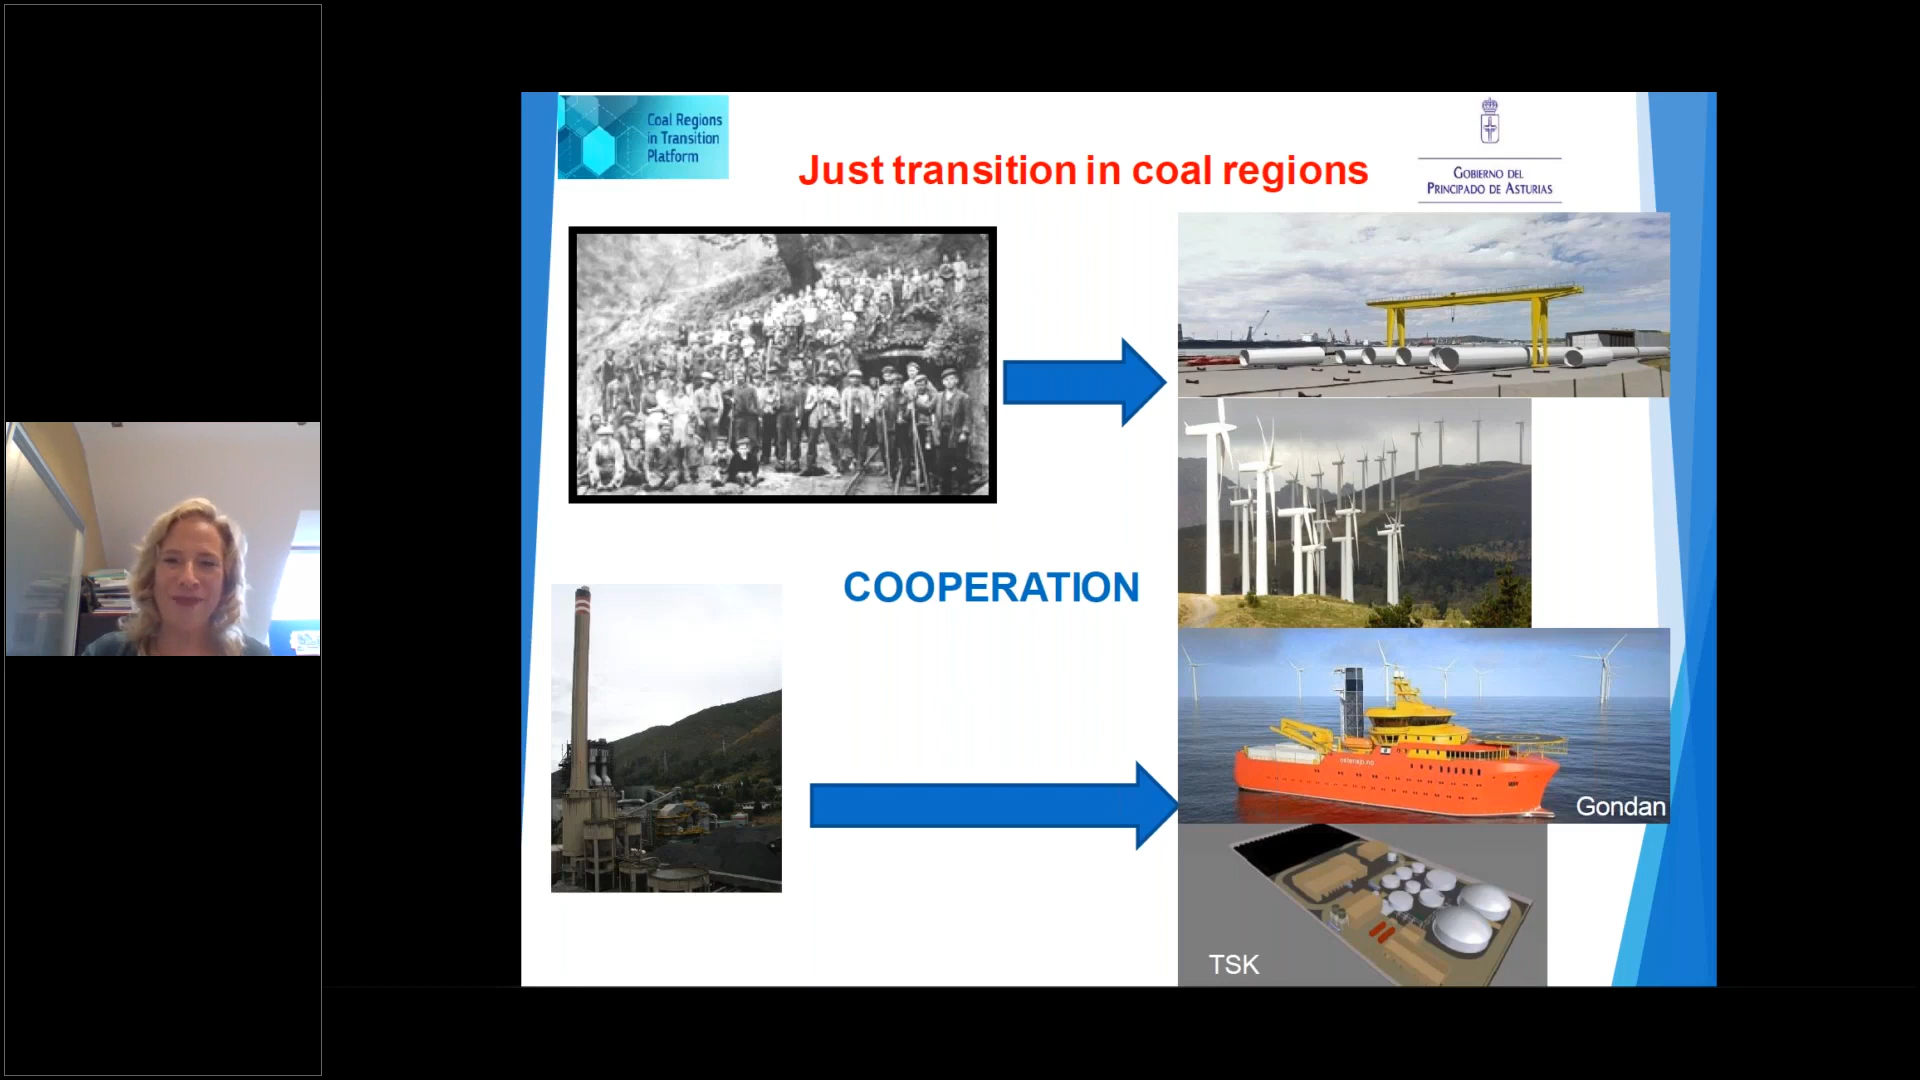 Coal Regions
in Transition
Platform
Just transition in coal regions
GOBIERNO DEL
PRINCIPADO DE ASTURIAS
COOPERATION
Gondan
TSK